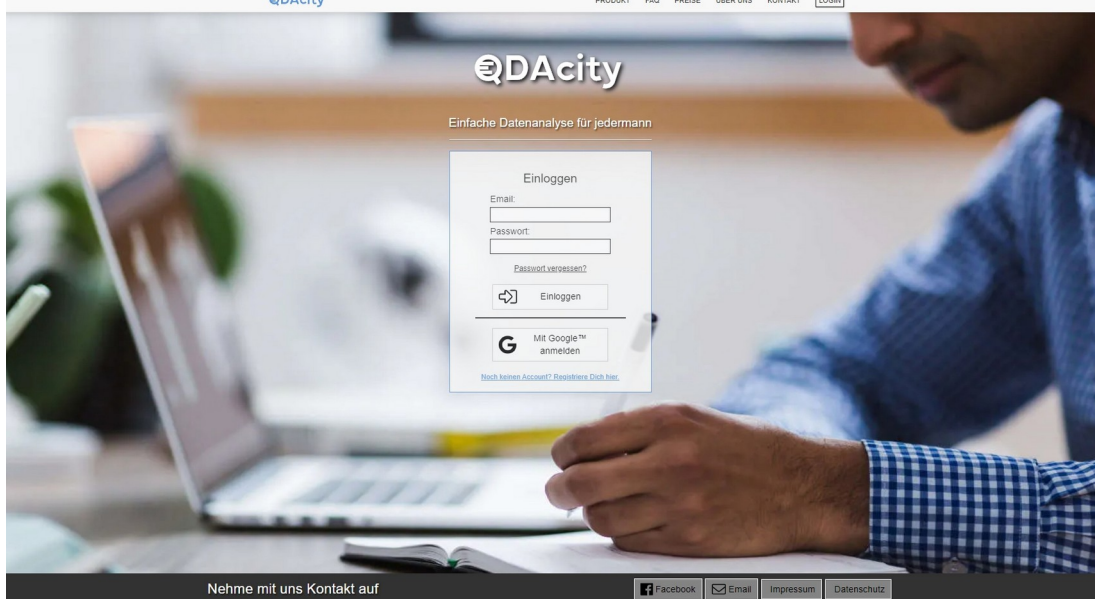 QDAcity
PRODUKT FAQ PREISE ÜBER UNS KONTAKT LOGIN
QDAcity
Einfache Datenanalyse für jedermann
Einloggen
Email:
Passwort:
Passwort vergessen?
Einloggen
Mit Google™
anmelden
Noch keinen Account? Registriere Dich hier.
Nehme mit uns Kontakt auf
Facebook Email Impressum Datenschutz